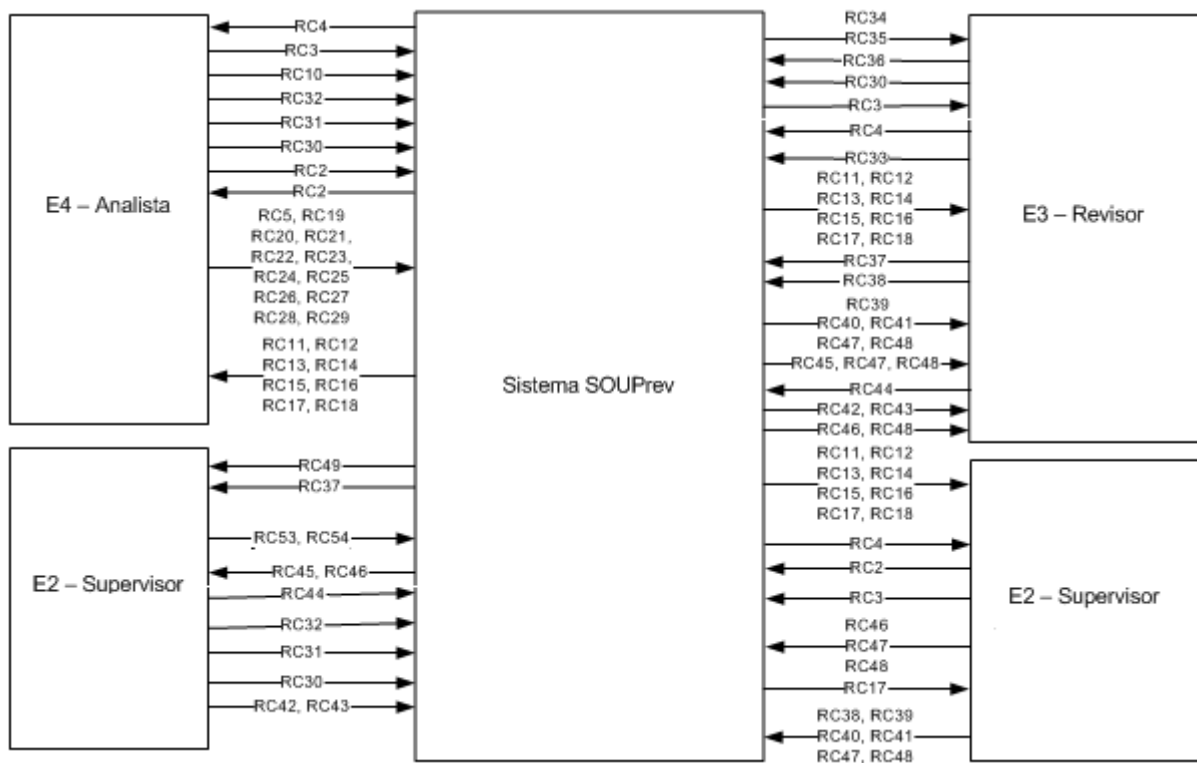 RC4
RC3
RC10
RC32
RC31
RC30
RC2
RC2
E4 – Analista
RC5, RC19
RC20, RC21,
RC22, RC23,
RC24, RC25
RC26, RC27
RC28, RC29
RC11, RC12
RC13, RC14
RC15, RC16
RC17, RC18
RC49
RC37
RC53, RC54
RC45, RC46
E2 – Supervisor
RC44
RC32
RC31
RC30
RC42, RC43
Sistema SOUPrev
RC34
RC35
RC36
RC30
RC3
RC4
RC33
RC11, RC12
RC13, RC14
RC15, RC16
RC17, RC18
E3 – Revisor
RC37
RC38
RC39
RC40, RC41
RC47, RC48
RC45, RC47, RC48
RC44
RC42, RC43
RC46, RC48
RC11, RC12
RC13, RC14
RC15, RC16
RC17, RC18
RC4
RC2
RC3
E2 – Supervisor
RC46
RC47
RC48
RC17
RC38, RC39
RC40, RC41
RC47, RC48